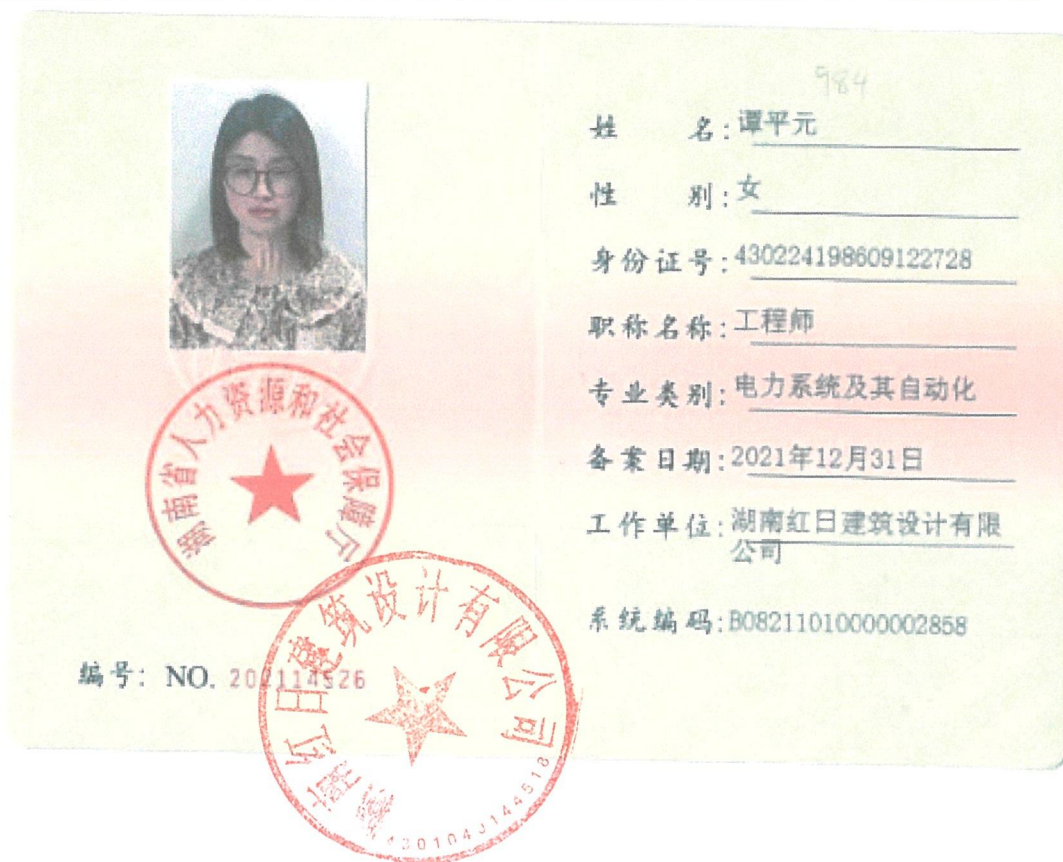 984
姓 名:谭平元
性 别:女
身份证号:430224198609122728
职称名称:工程师
专业类别:电力系统及其自动化
备案日期:2021年12月31日
工作单位:湖南红日建筑设计有限
公司
系统编码:B08211010000002858
湖南省人力资源和社会保障厅
编号: NO. 202114526
湖南红日建筑设计有限公司